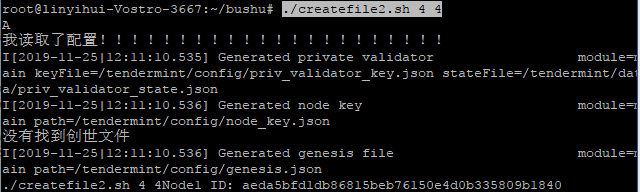 root@linyihui-Vostro-3667:~/bushu# ./createfile2.sh 4 4
A
我读取了配置！！！！！！！！！！！！！！！！！！！！！！
I[2019-11-25|12:11:10.535] Generated private validator module=m
ain keyFile=/tendermint/config/priv_validator_key.json stateFile=/tendermint/dat
a/priv_validator_state.json
I[2019-11-25|12:11:10.536] Generated node key module=m
ain path=/tendermint/config/node_key.json
没有找到创世文件
I[2019-11-25|12:11:10.536] Generated genesis file module=m
ain path=/tendermint/config/genesis.json
./createfile2.sh 4 4Node1 ID: aeda5bfd1db86815beb76150e4d0b335809b1840